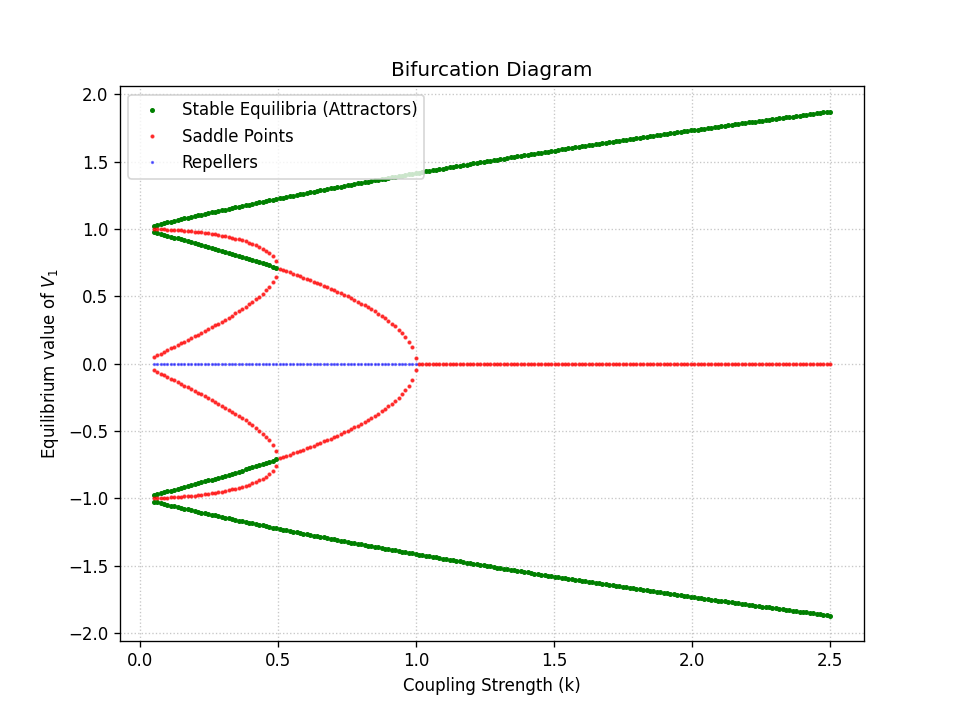 Bifurcation Diagram
Stable Equilibria (Attractors)
Saddle Points
Repellers
2.0
1.5
1.0
0.5
0.0
−0.5
−1.0
−1.5
−2.0
Equilibrium value of V₁
0.0 0.5 1.0 1.5 2.0 2.5
Coupling Strength (k)